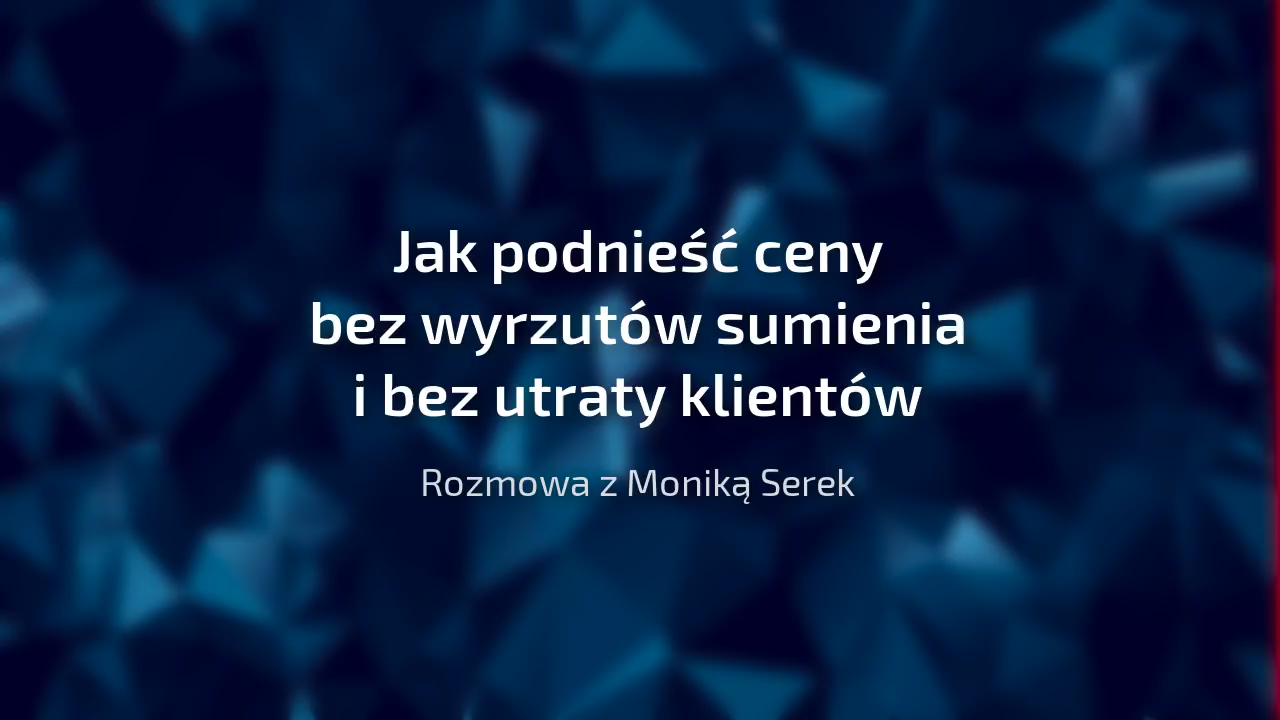 Jak podnieść ceny
bez wyrzutów sumienia
i bez utraty klientów
Rozmowa z Moniką Serek